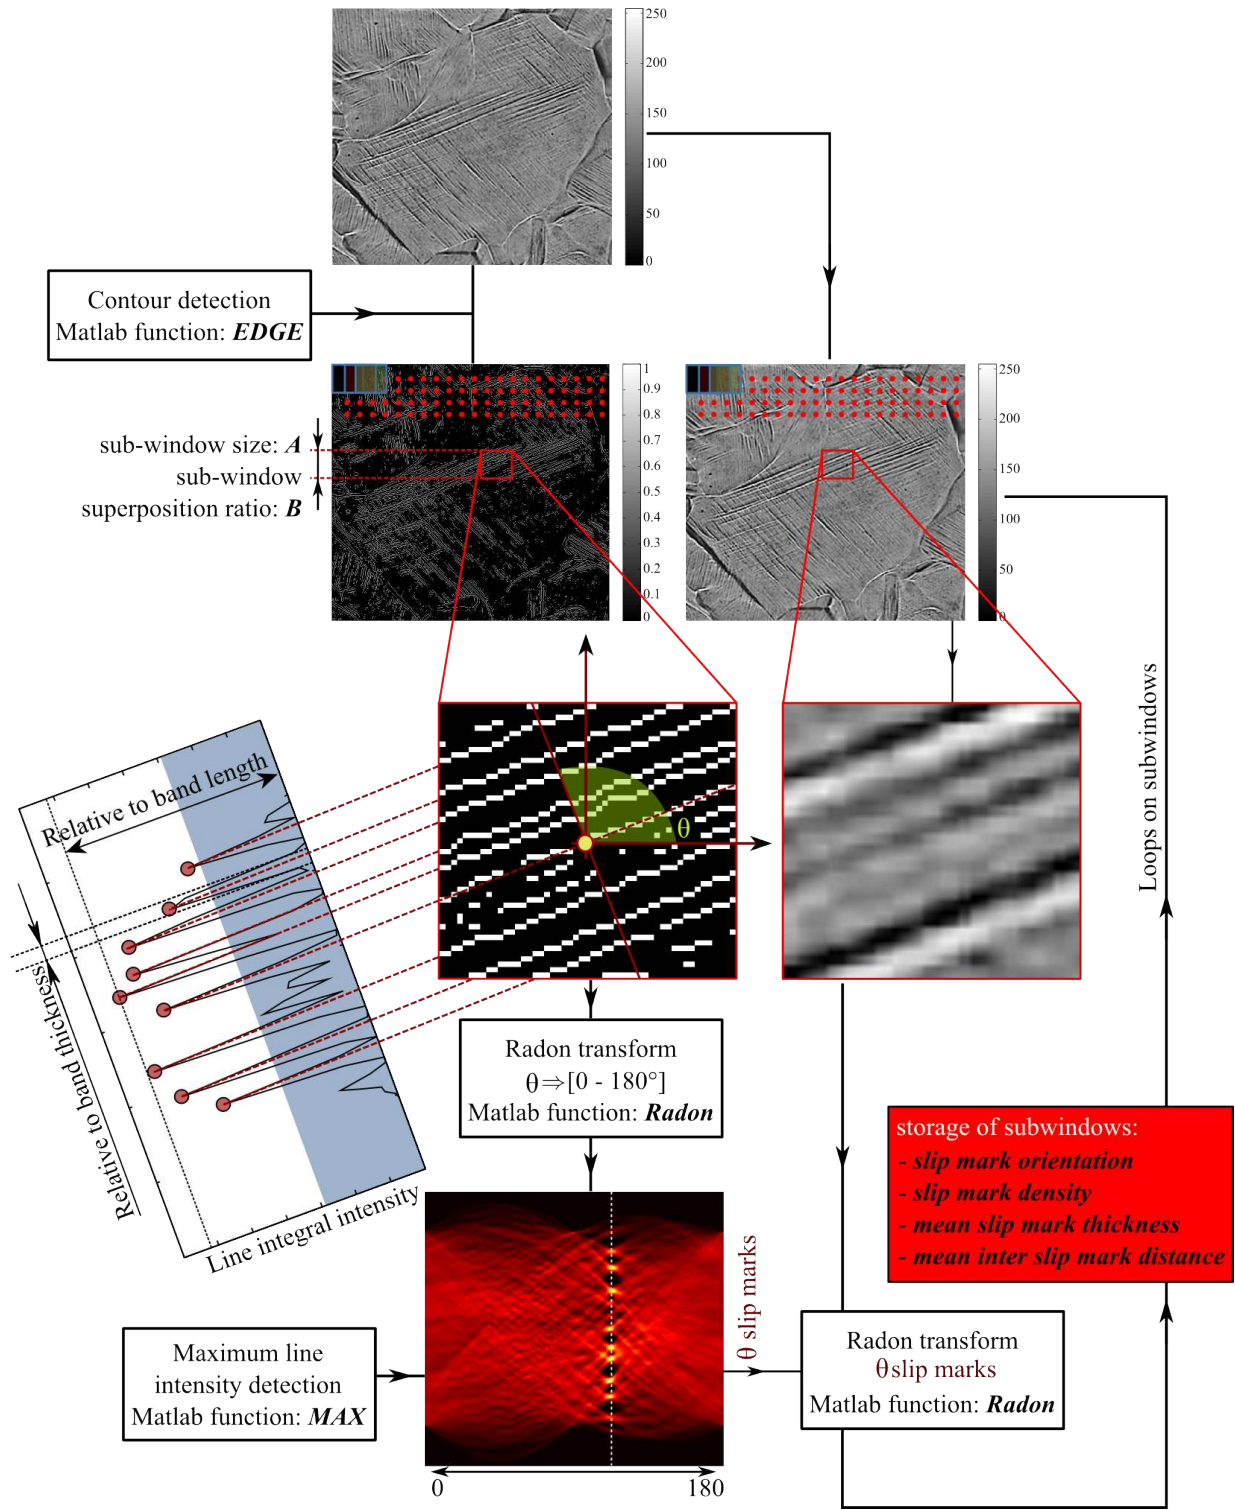 250
200
150
100
50
0
Contour detection
Matlab function: EDGE
1
0.9
0.8
0.7
0.6
0.5
0.4
0.3
0.2
0.1
0
250
200
150
100
50
0
sub-window size: A
sub-window
superposition ratio: B
Loops on subwindows
Relative to band length
θ
Relative to band thickness
Line integral intensity
Radon transform
θ⇒[0 - 180°]
Matlab function: Radon
storage of subwindows:
- slip mark orientation
- slip mark density
- mean slip mark thickness
- mean inter slip mark distance
θ slip marks
Maximum line
intensity detection
Matlab function: MAX
Radon transform
θ slip marks
Matlab function: Radon
0
180